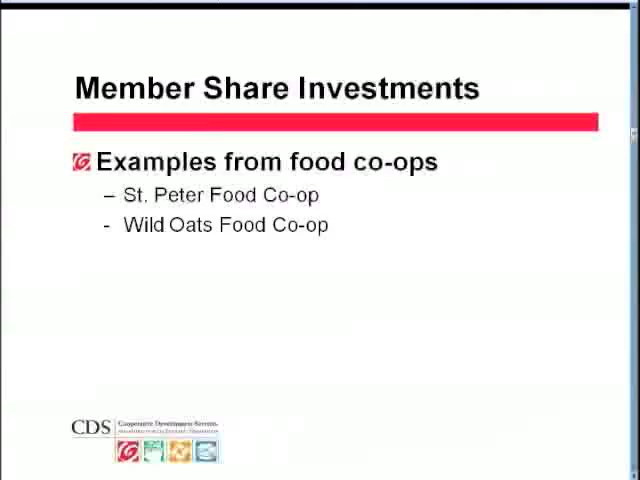 Member Share Investments
Examples from food co-ops
– St. Peter Food Co-op
- Wild Oats Food Co-op
CDS Cooperative Development Services